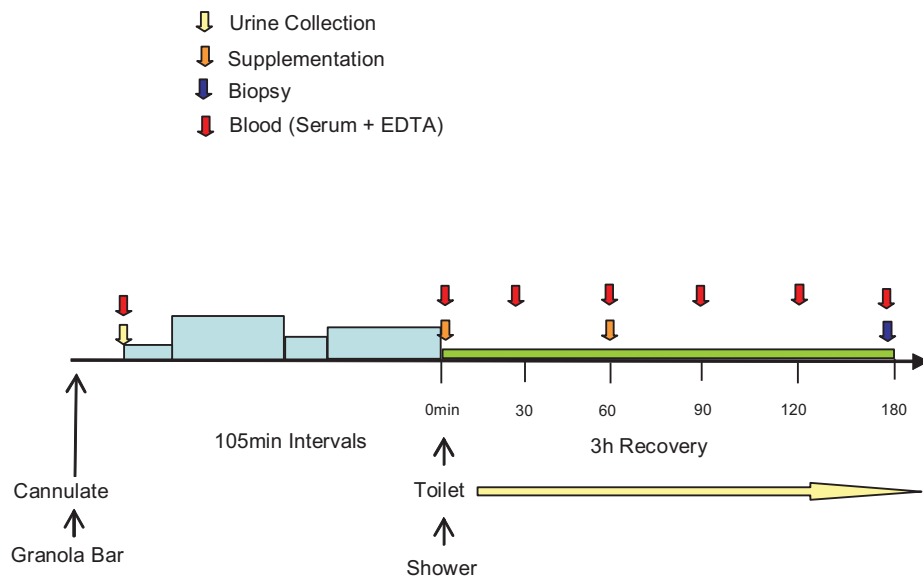 Urine Collection
Supplementation
Biopsy
Blood (Serum + EDTA)
0min 30 60 90 120 180
105min Intervals 3h Recovery
Cannulate Toilet
Granola Bar Shower